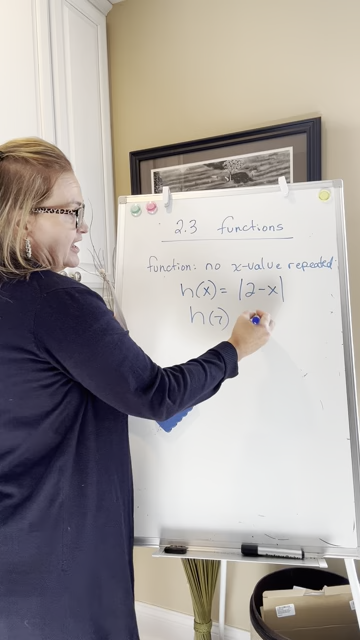 2.3 functions
function: no x-value repeated
h(x) = |2-x|
h(7)